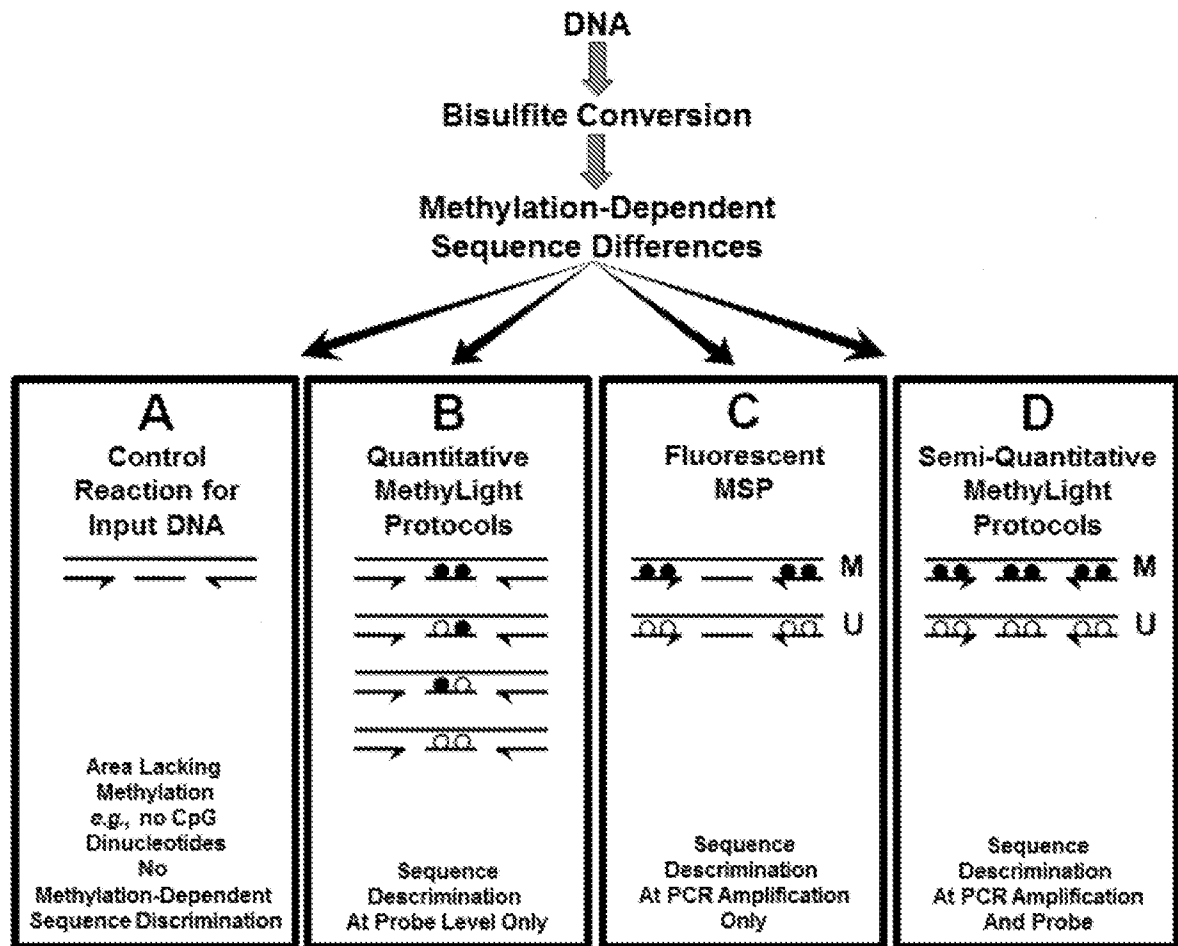 DNA
Bisulfite Conversion
Methylation-Dependent
Sequence Differences
A
Control
Reaction for
Input DNA
Area Lacking
Methylation
e.g., no CpG
Dinucleotides
No
Methylation-Dependent
Sequence Discrimination
B
Quantitative
MethyLight
Protocols
Sequence
Descrimination
At Probe Level Only
C
Fluorescent
MSP
M
U
Sequence
Descrimination
At PCR Amplification
Only
D
Semi-Quantitative
MethyLight
Protocols
M
U
Sequence
Descrimination
At PCR Amplification
And Probe